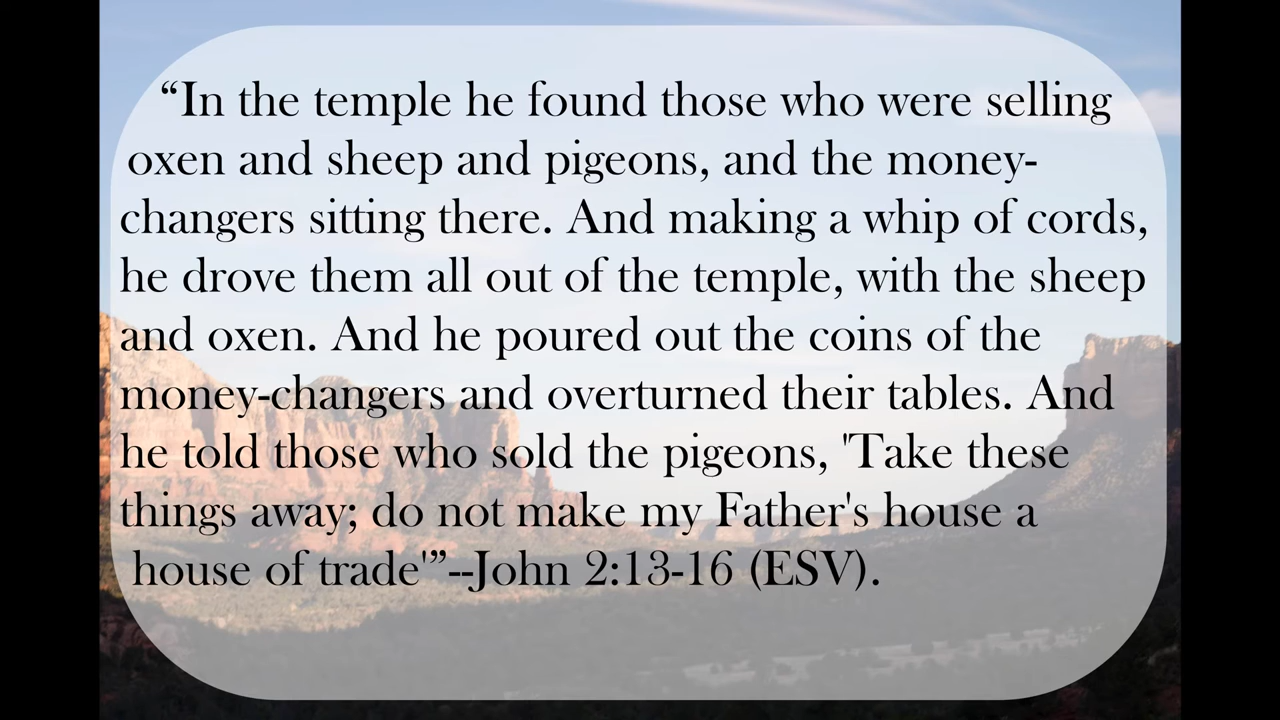 “In the temple he found those who were selling
oxen and sheep and pigeons, and the money-
changers sitting there. And making a whip of cords,
he drove them all out of the temple, with the sheep
and oxen. And he poured out the coins of the
money-changers and overturned their tables. And
he told those who sold the pigeons, 'Take these
things away; do not make my Father's house a
house of trade'”--John 2:13-16 (ESV).